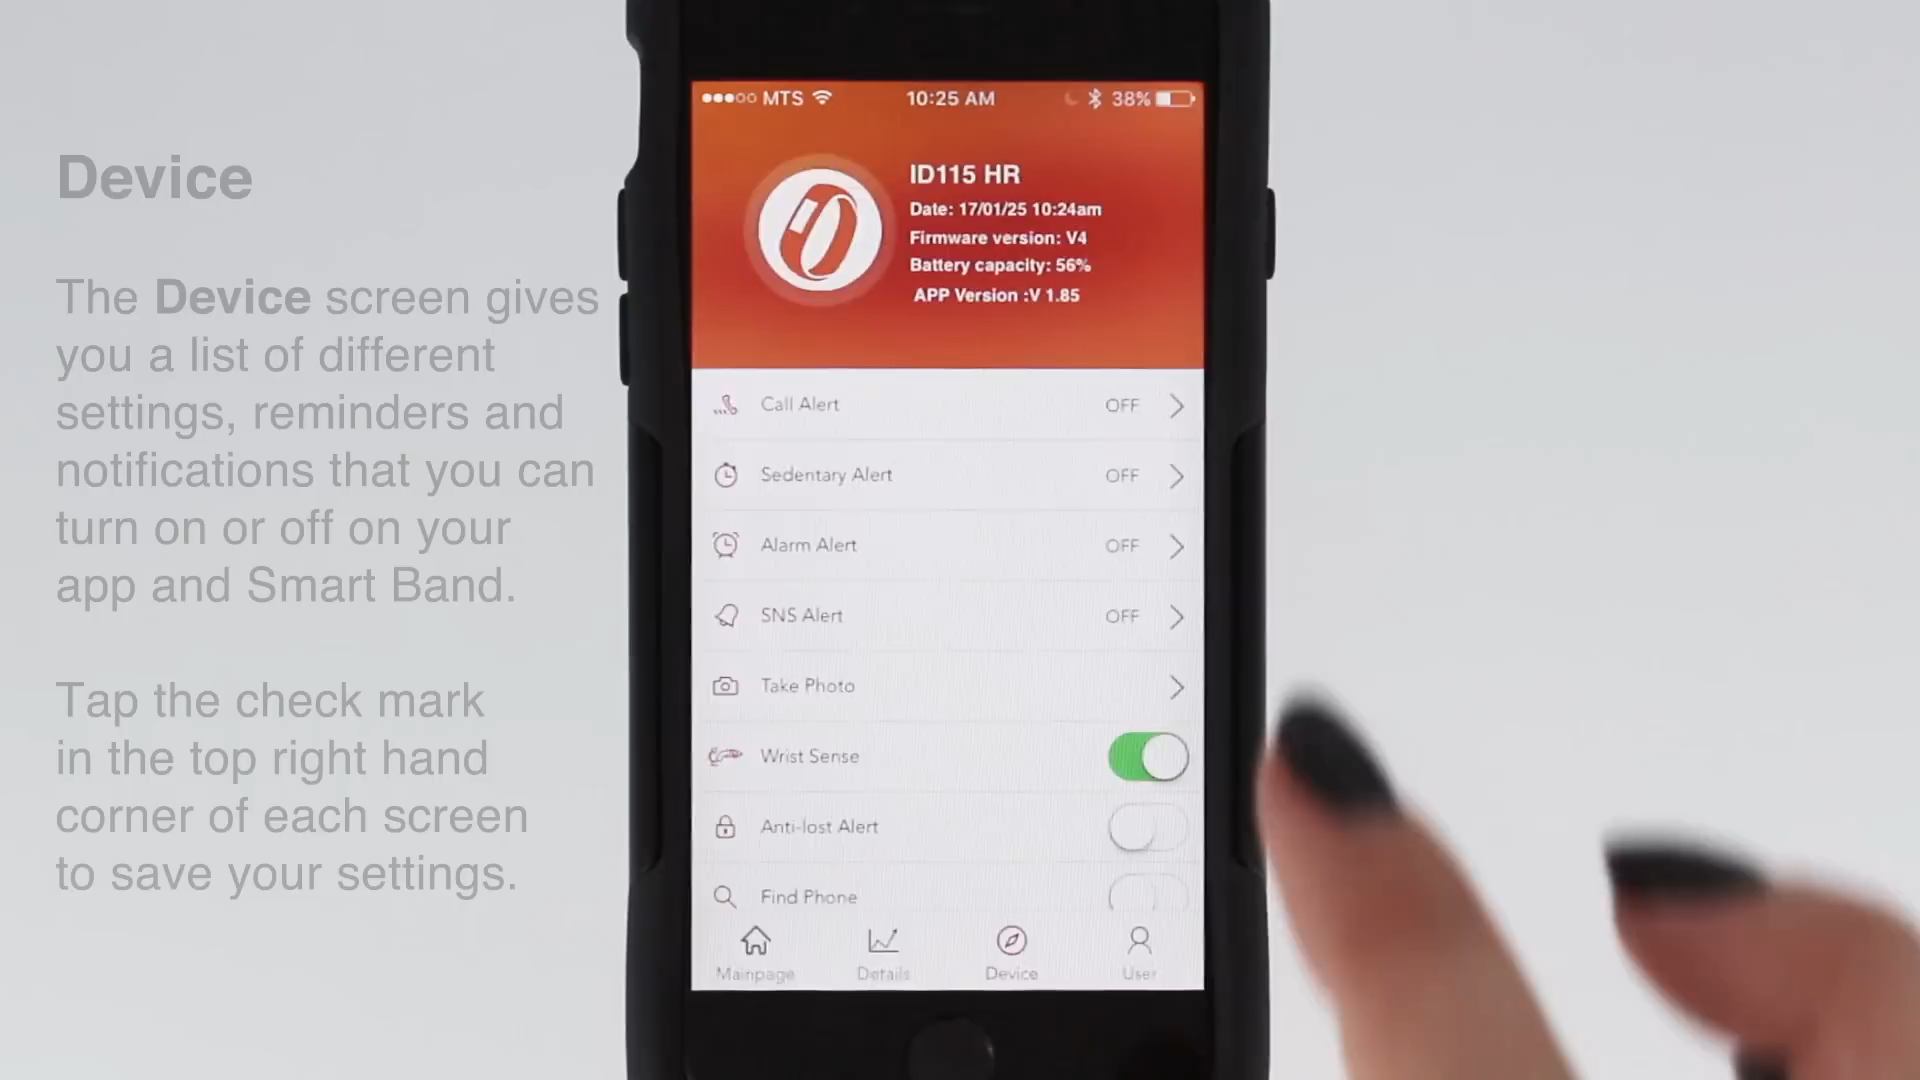 Device
The Device screen gives
you a list of different
settings, reminders and
notifications that you can
turn on or off on your
app and Smart Band.
Tap the check mark
in the top right hand
corner of each screen
to save your settings.
MTS 10:25 AM 38%
ID115 HR
Date: 17/01/25 10:24am
Firmware version: V4
Battery capacity: 56%
APP Version :V 1.85
Call Alert OFF
Sedentary Alert OFF
Alarm Alert OFF
SNS Alert OFF
Take Photo
Wrist Sense
Anti-lost Alert
Find Phone
Mainpage Details Device User